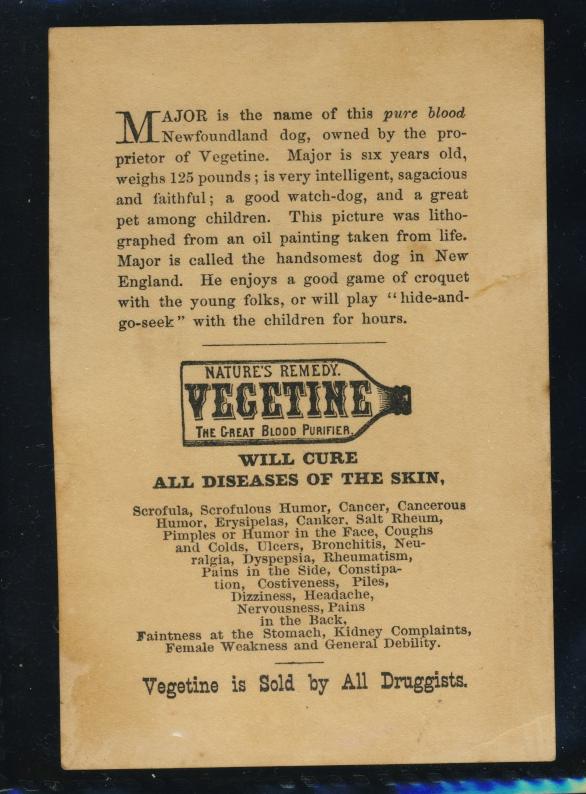 MAJOR is the name of this pure blood
Newfoundland dog, owned by the pro-
prietor of Vegetine. Major is six years old,
weighs 125 pounds; is very intelligent, sagacious
and faithful; a good watch-dog, and a great
pet among children. This picture was litho-
graphed from an oil painting taken from life.
Major is called the handsomest dog in New
England. He enjoys a good game of croquet
with the young folks, or will play "hide-and-
go-seek" with the children for hours.
NATURE'S REMEDY.
VEGETINE
THE GREAT BLOOD PURIFIER.
WILL CURE
ALL DISEASES OF THE SKIN,
Scrofula, Scrofulous Humor, Cancer, Cancerous
Humor, Erysipelas, Canker, Salt Rheum,
Pimples or Humor in the Face, Coughs
and Colds, Ulcers, Bronchitis, Neu-
ralgia, Dyspepsia, Rheumatism,
Pains in the Side, Constipa-
tion, Costiveness, Piles,
Dizziness, Headache,
Nervousness, Pains
in the Back,
Faintness at the Stomach, Kidney Complaints,
Female Weakness and General Debility.
Vegetine is Sold by All Druggists.